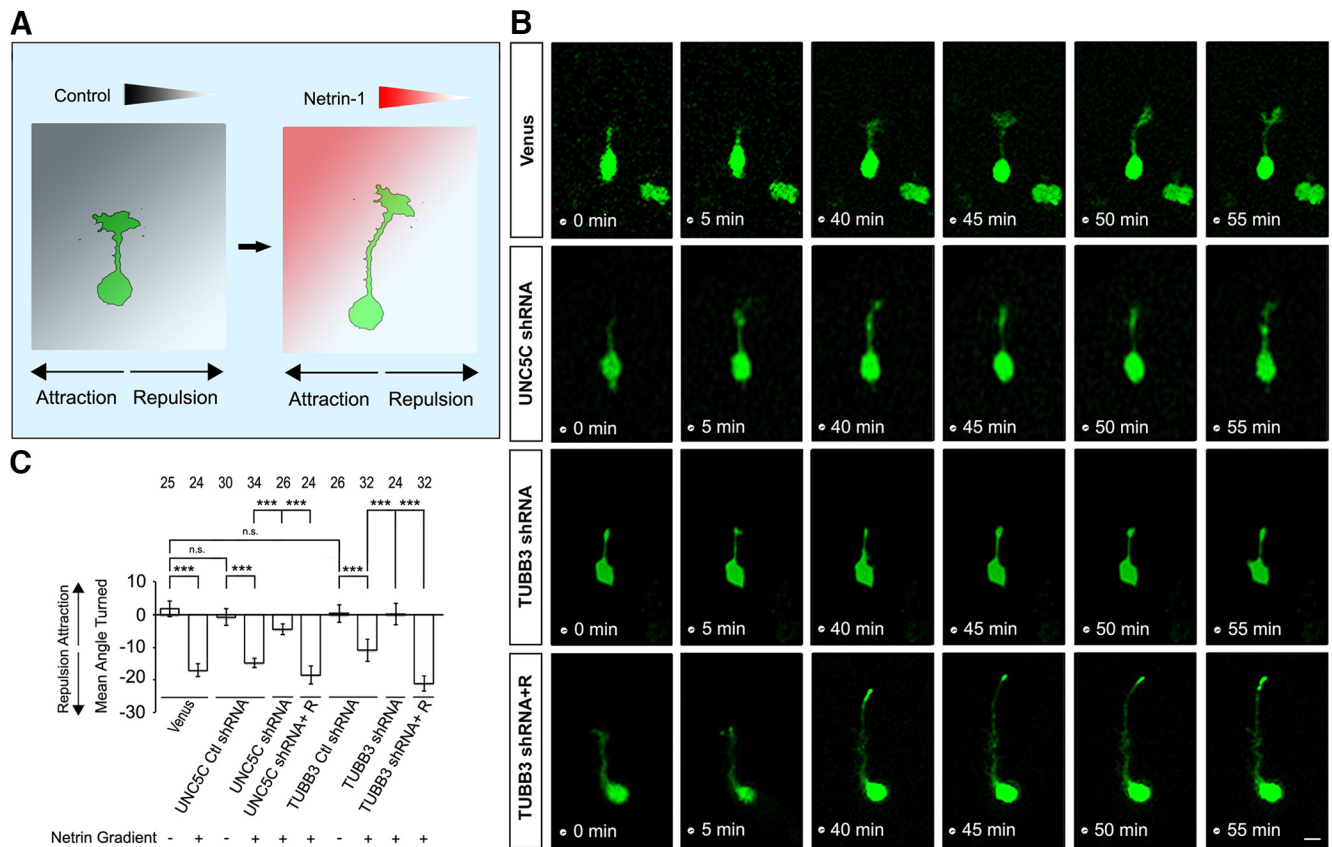 A
Control
Netrin-1
Attraction Repulsion
Attraction Repulsion
B
Venus
0 min
5 min
40 min
45 min
50 min
55 min
UNC5C shRNA
0 min
5 min
40 min
45 min
50 min
55 min
TUBB3 shRNA
0 min
5 min
40 min
45 min
50 min
55 min
TUBB3 shRNA+R
0 min
5 min
40 min
45 min
50 min
55 min
C
25 24 30 34 26 24 26 32 24 32
*** *** *** ***
n.s.
n.s.
*** *** ***
Repulsion Attraction
Mean Angle Turned
10
0
-10
-20
-30
Venus
UNC5C Ctl shRNA
UNC5C shRNA
UNC5C shRNA+ R
TUBB3 Ctl shRNA
TUBB3 shRNA
TUBB3 shRNA+ R
Netrin Gradient - + - + + + - + + +